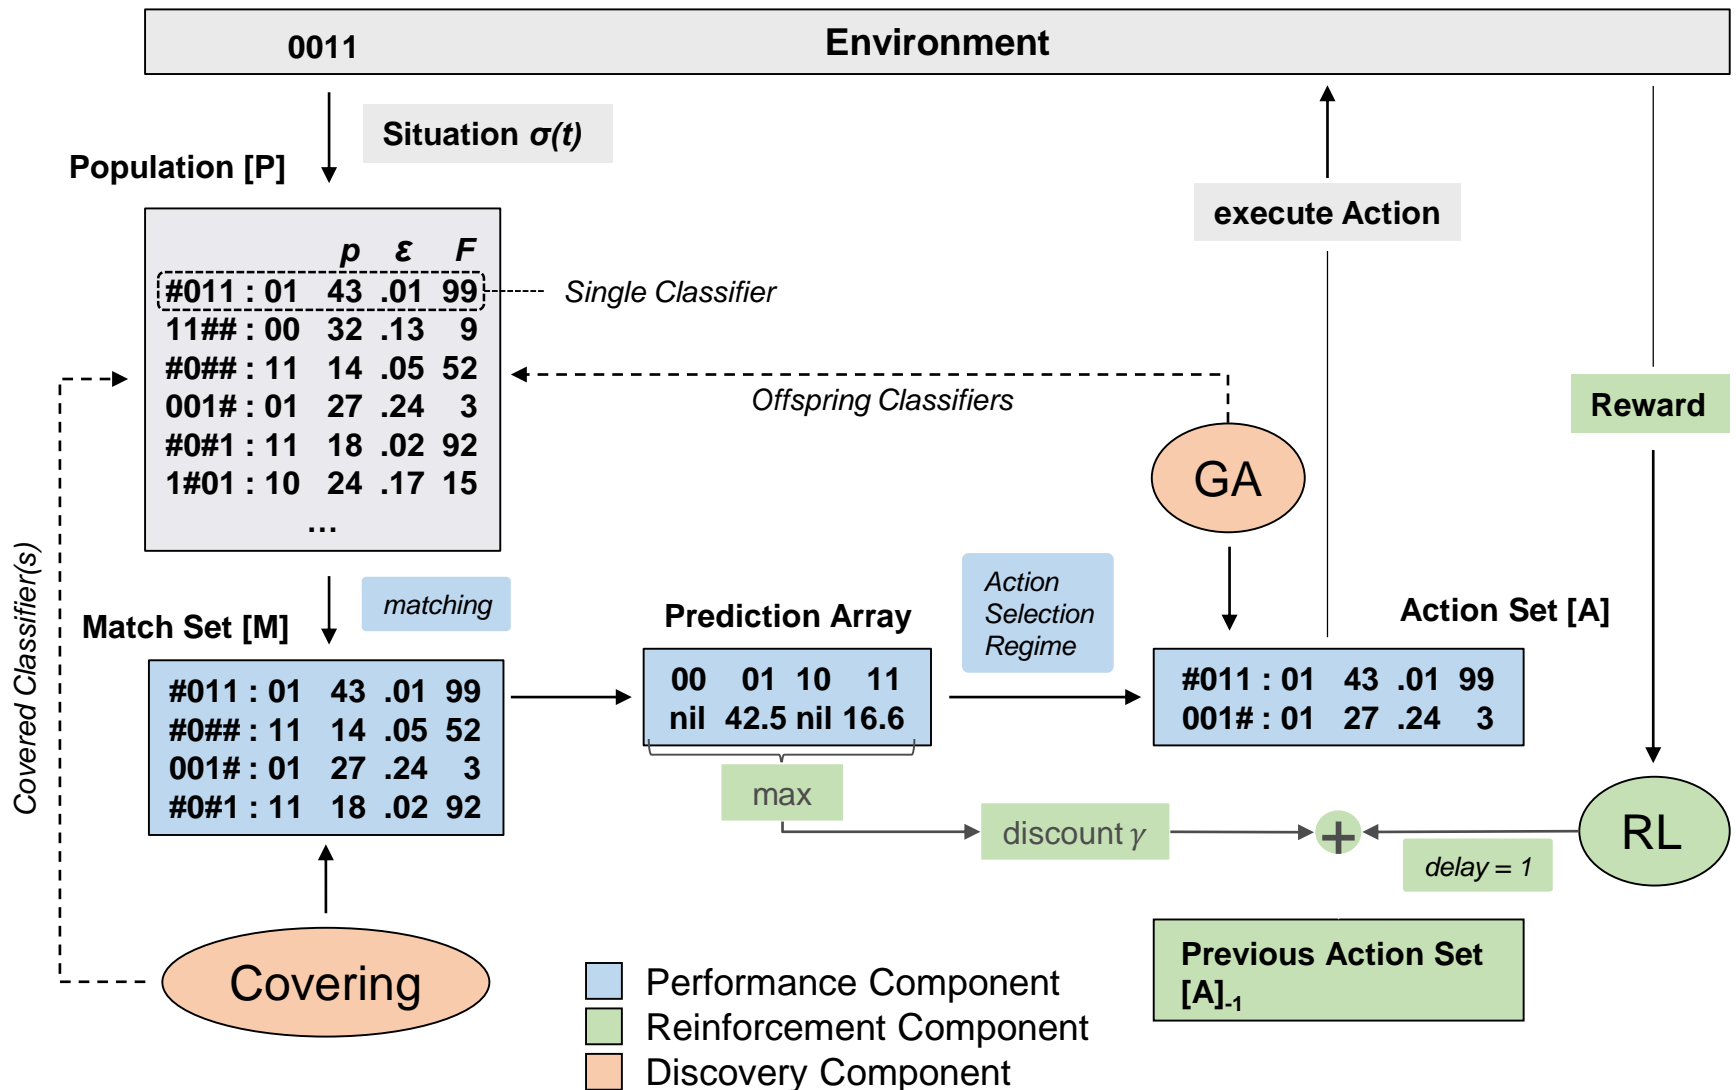 0011
Environment
Situation σ(t)
Population [P]
execute Action
p ε F
#011 : 01 43 .01 99
11## : 00 32 .13 9
#0## : 11 14 .05 52
001# : 01 27 .24 3
#0#1 : 11 18 .02 92
1#01 : 10 24 .17 15
...
Single Classifier
Offspring Classifiers
Reward
GA
Covered Classifier(s)
matching
Match Set [M]
#011 : 01 43 .01 99
#0## : 11 14 .05 52
001# : 01 27 .24 3
#0#1 : 11 18 .02 92
Prediction Array
00 01 10 11
nil 42.5 nil 16.6
Action
Selection
Regime
Action Set [A]
#011 : 01 43 .01 99
001# : 01 27 .24 3
max
discount γ
+
delay = 1
RL
Previous Action Set
[A]-1
Covering
Performance Component
Reinforcement Component
Discovery Component